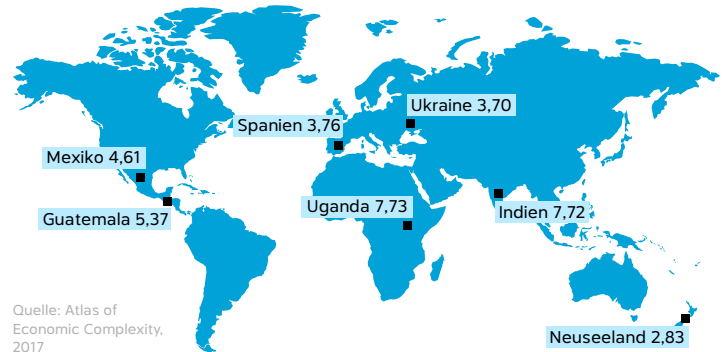 Ukraine 3,70
Spanien 3,76
Mexiko 4,61
Guatemala 5,37
Uganda 7,73
Indien 7,72
Neuseeland 2,83
Quelle: Atlas of
Economic Complexity,
2017